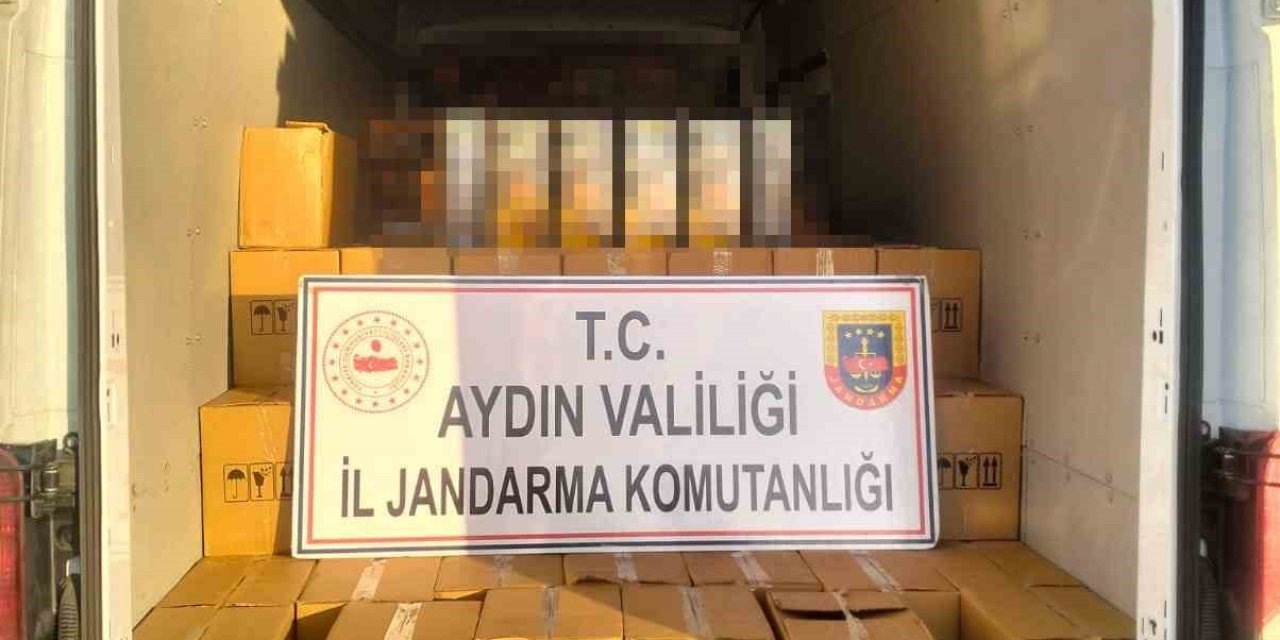 T.C.
AYDIN VALİLİĞİ
İL JANDARMA KOMUTANLIĞI
JANDARMA